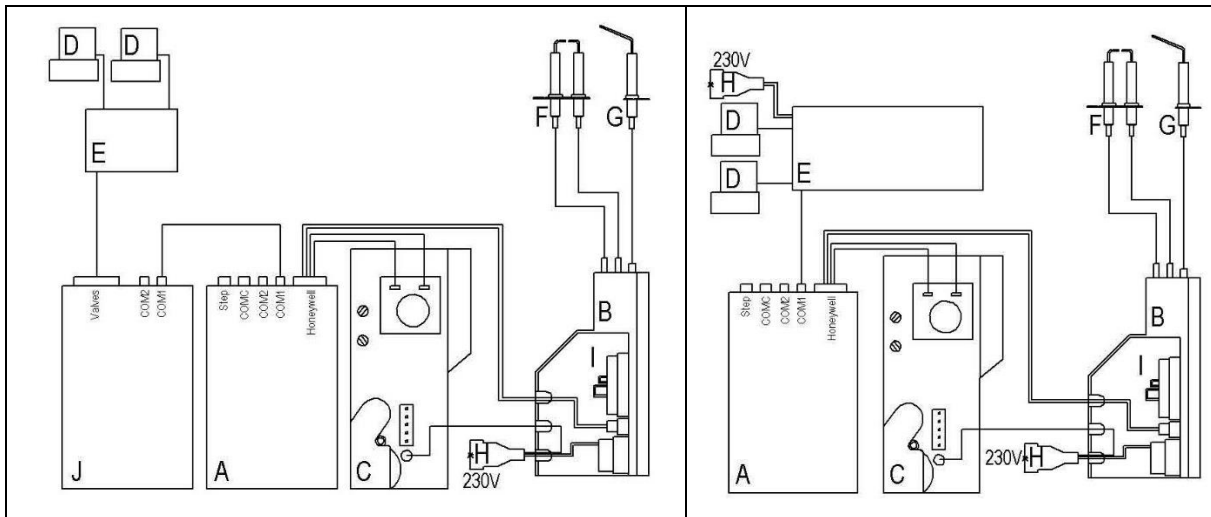 D
D
E
F
G
Valves
COM2
COM1
Step
COMC
COM2
COM1
Honeywell
B
I
J
A
C
H
230V
230V
H
D
D
E
F
G
Step
COMC
COM2
COM1
Honeywell
B
I
A
C
230V
H